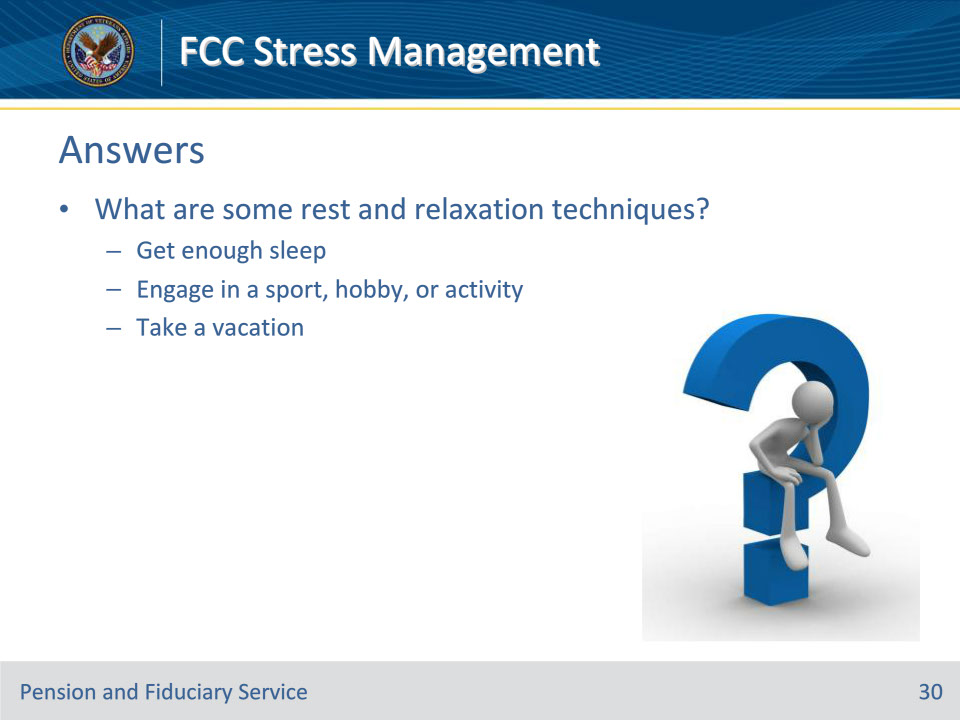 FCC Stress Management
Answers
• What are some rest and relaxation techniques?
– Get enough sleep
– Engage in a sport, hobby, or activity
– Take a vacation
Pension and Fiduciary Service
30